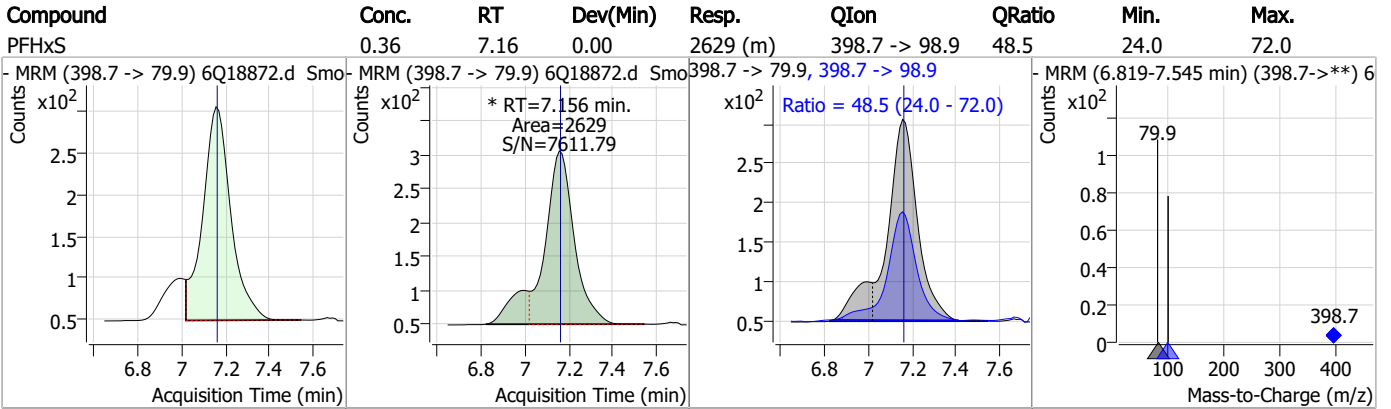 Compound Conc. RT Dev(Min) Resp. QIon QRatio Min. Max.
PFHxS 0.36 7.16 0.00 2629 (m) 398.7 -> 98.9 48.5 24.0 72.0
- MRM (398.7 -> 79.9) 6Q18872.d Smo
Counts
x10²
2.5
2
1.5
1
0.5
6.8 7 7.2 7.4 7.6
Acquisition Time (min)
- MRM (398.7 -> 79.9) 6Q18872.d Smo
Counts
x10²
* RT=7.156 min.
Area=2629
S/N=7611.79
3
2.5
2
1.5
1
0.5
6.8 7 7.2 7.4 7.6
Acquisition Time (min)
398.7 -> 79.9, 398.7 -> 98.9
x10²
Ratio = 48.5 (24.0 - 72.0)
2.5
2
1.5
1
0.5
6.8 7 7.2 7.4 7.6
- MRM (6.819-7.545 min) (398.7->**) 6
Counts
x10²
79.9
1
0.8
0.6
0.4
0.2
0
398.7
100 200 300 400
Mass-to-Charge (m/z)